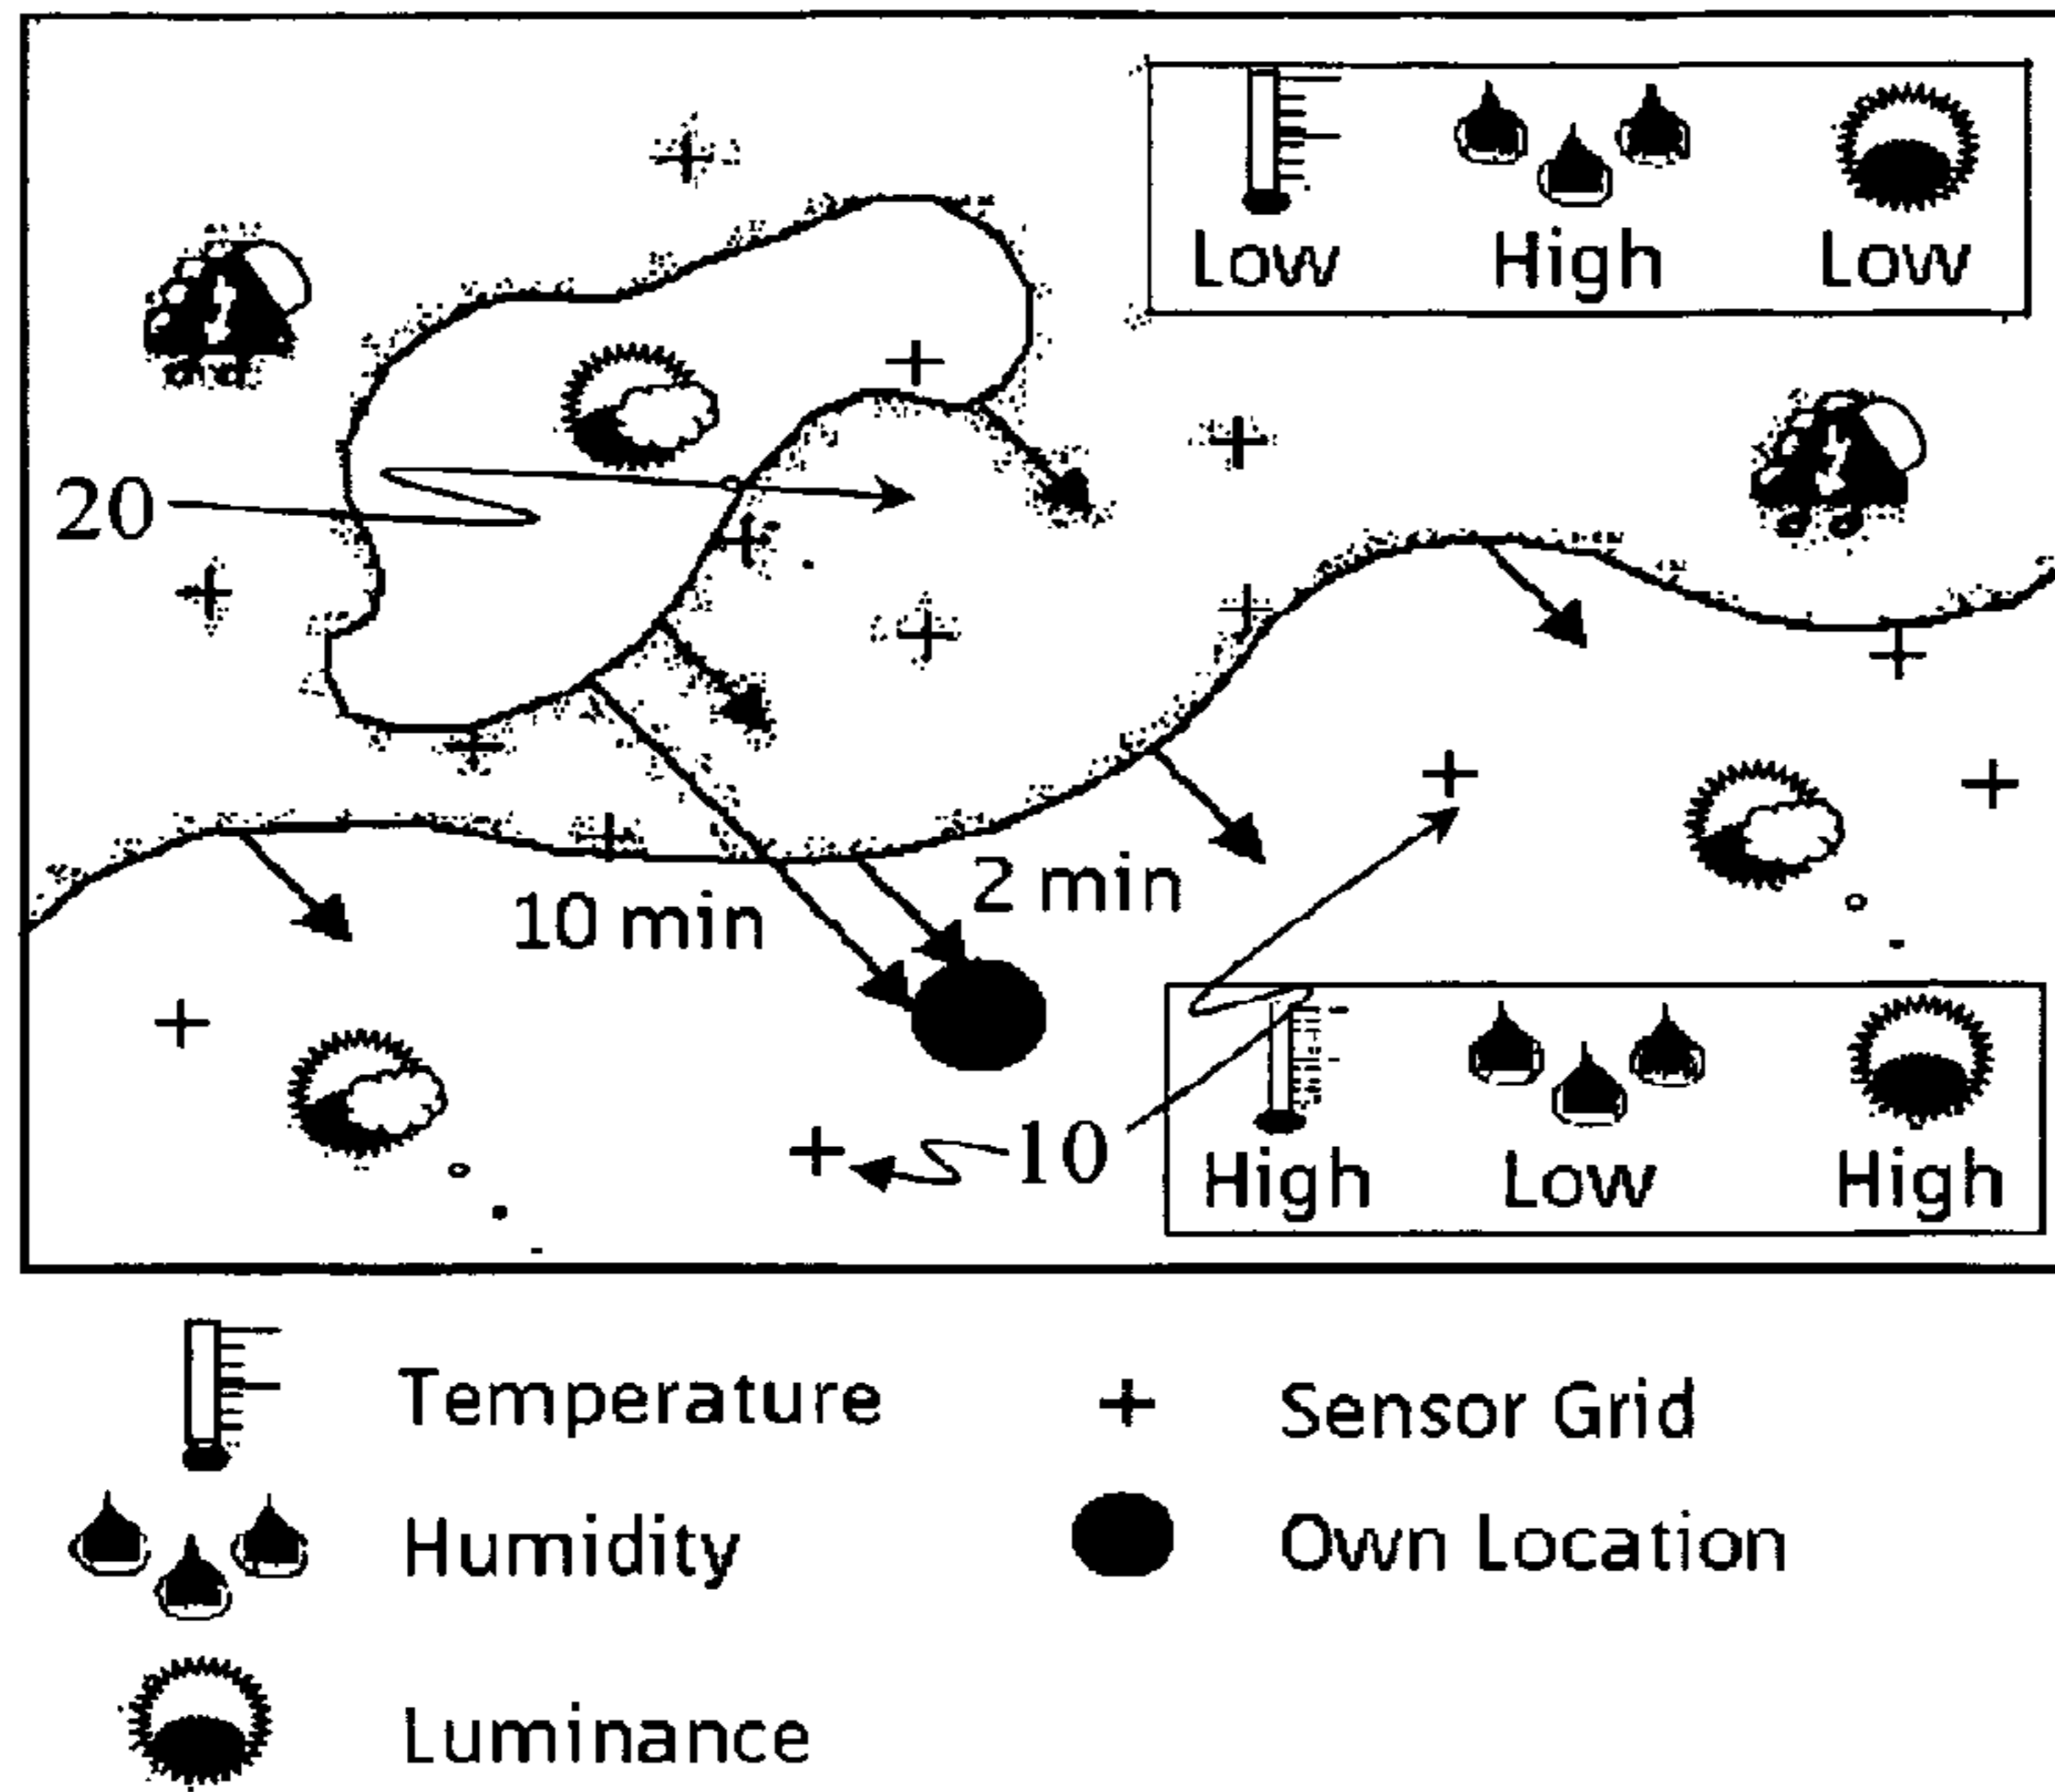 Low High Low
20
2 min
10 min
10
High Low High
Temperature
Sensor Grid
Humidity
Own Location
Luminance